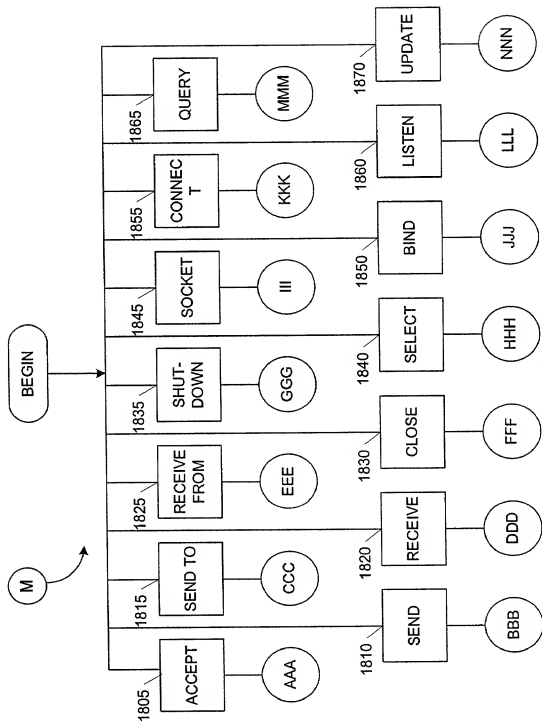 M
BEGIN
1805
ACCEPT
AAA
1815
SEND TO
CCC
1825
RECEIVE
FROM
EEE
1835
SHUT-
DOWN
GGG
1845
SOCKET
III
1855
CONNEC
T
KKK
1865
QUERY
MMM
1810
SEND
BBB
1820
RECEIVE
DDD
1830
CLOSE
FFF
1840
SELECT
HHH
1850
BIND
JJJ
1860
LISTEN
LLL
1870
UPDATE
NNN